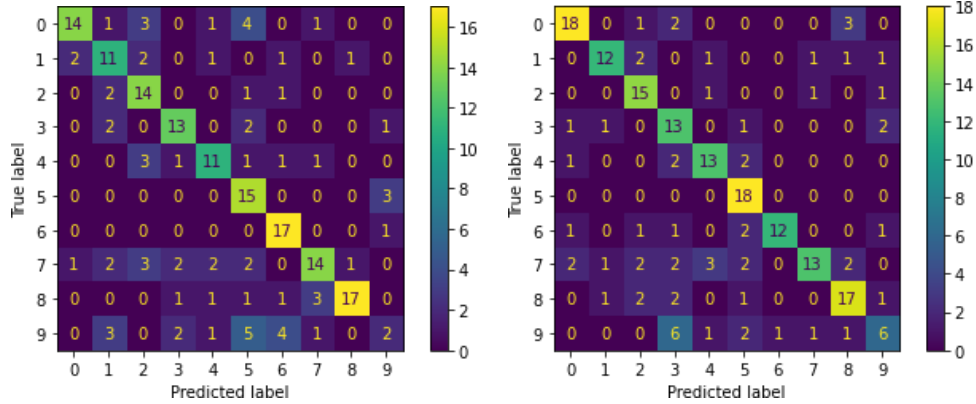 0 14 1 3 0 1 4 0 1 0 0
1 2 11 2 0 1 0 1 0 1 0
2 0 2 14 0 0 1 1 0 0 0
3 0 2 0 13 0 2 0 0 0 1
4 0 0 3 1 11 1 1 1 0 0
5 0 0 0 0 0 15 0 0 0 3
6 0 0 0 0 0 0 17 0 0 1
7 1 2 3 2 2 2 0 14 1 0
8 0 0 0 1 1 1 1 3 17 0
9 0 3 0 2 1 5 4 1 0 2
0 1 2 3 4 5 6 7 8 9
Predicted label
True label
16
14
12
10
8
6
4
2
0
0 18 0 1 2 0 0 0 0 3 0
1 0 12 2 0 1 0 0 1 1 1
2 0 0 15 0 1 0 0 1 0 1
3 1 1 0 13 0 1 0 0 0 2
4 1 0 0 2 13 2 0 0 0 0
5 0 0 0 0 0 18 0 0 0 0
6 1 0 1 1 0 2 12 0 0 1
7 2 1 2 2 3 2 0 13 2 0
8 0 1 2 2 0 1 0 0 17 1
9 0 0 0 6 1 2 1 1 1 6
0 1 2 3 4 5 6 7 8 9
Predicted label
True label
18
16
14
12
10
8
6
4
2
0